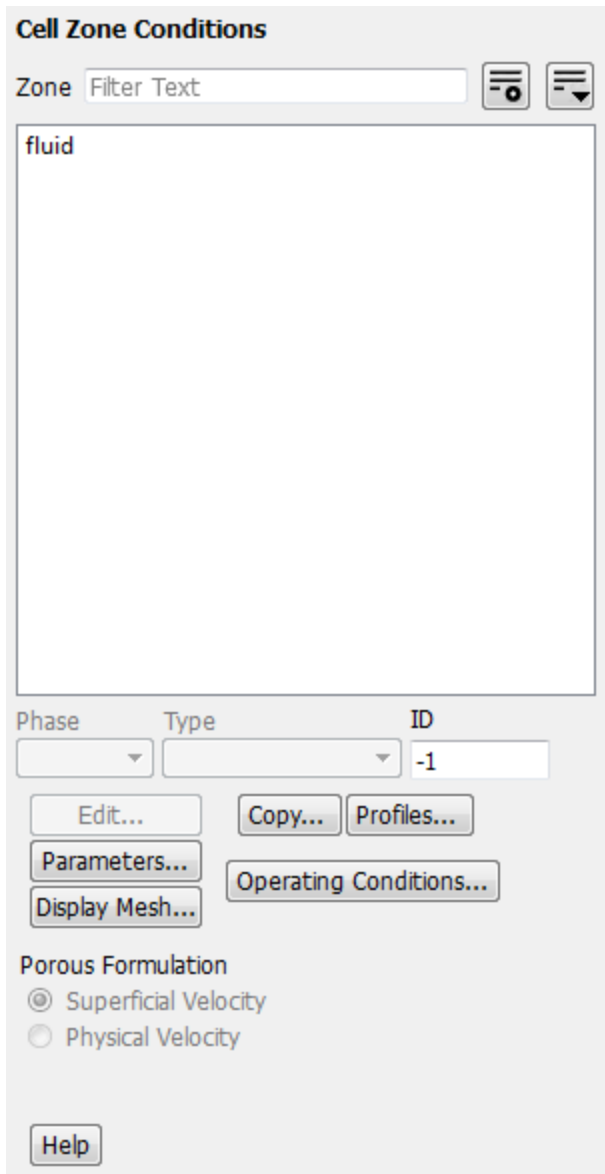 Cell Zone Conditions
Zone Filter Text
fluid
Phase Type ID
-1
Edit... Copy... Profiles...
Parameters...
Operating Conditions...
Display Mesh...
Porous Formulation
Superficial Velocity
Physical Velocity
Help